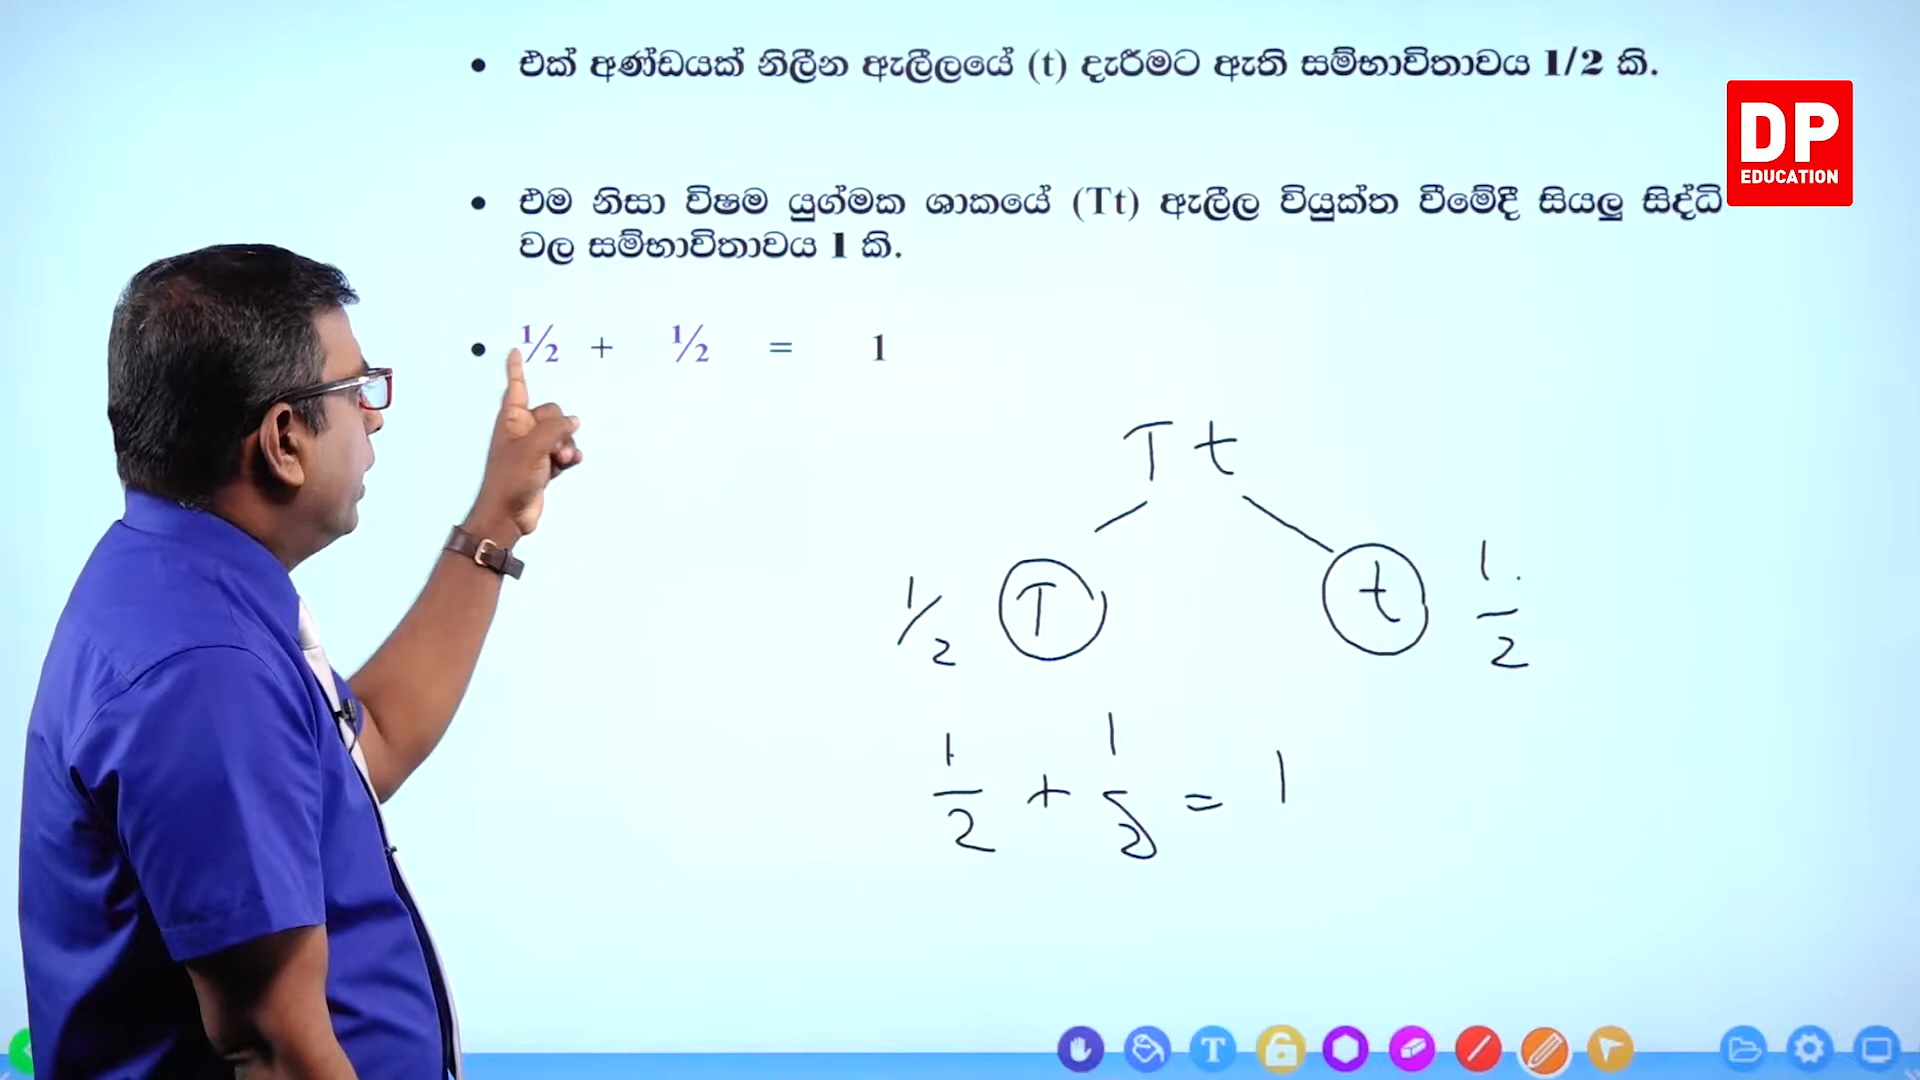 • එක් අණ්ඩයක් නිලීන ඇලීලයේ (t) දැරීමට ඇති සම්භාවිතාවය 1/2 කි.
DP
EDUCATION
• එම නිසා විෂම යුග්මක ශාකයේ (Tt) ඇලීල වියුක්ත වීමේදී සියලු සිද්ධි
වල සම්භාවිතාවය 1 කි.
• ½ + ½ = 1
T t
1/2 T t 1/2
1/2 + 1/2 = 1
T